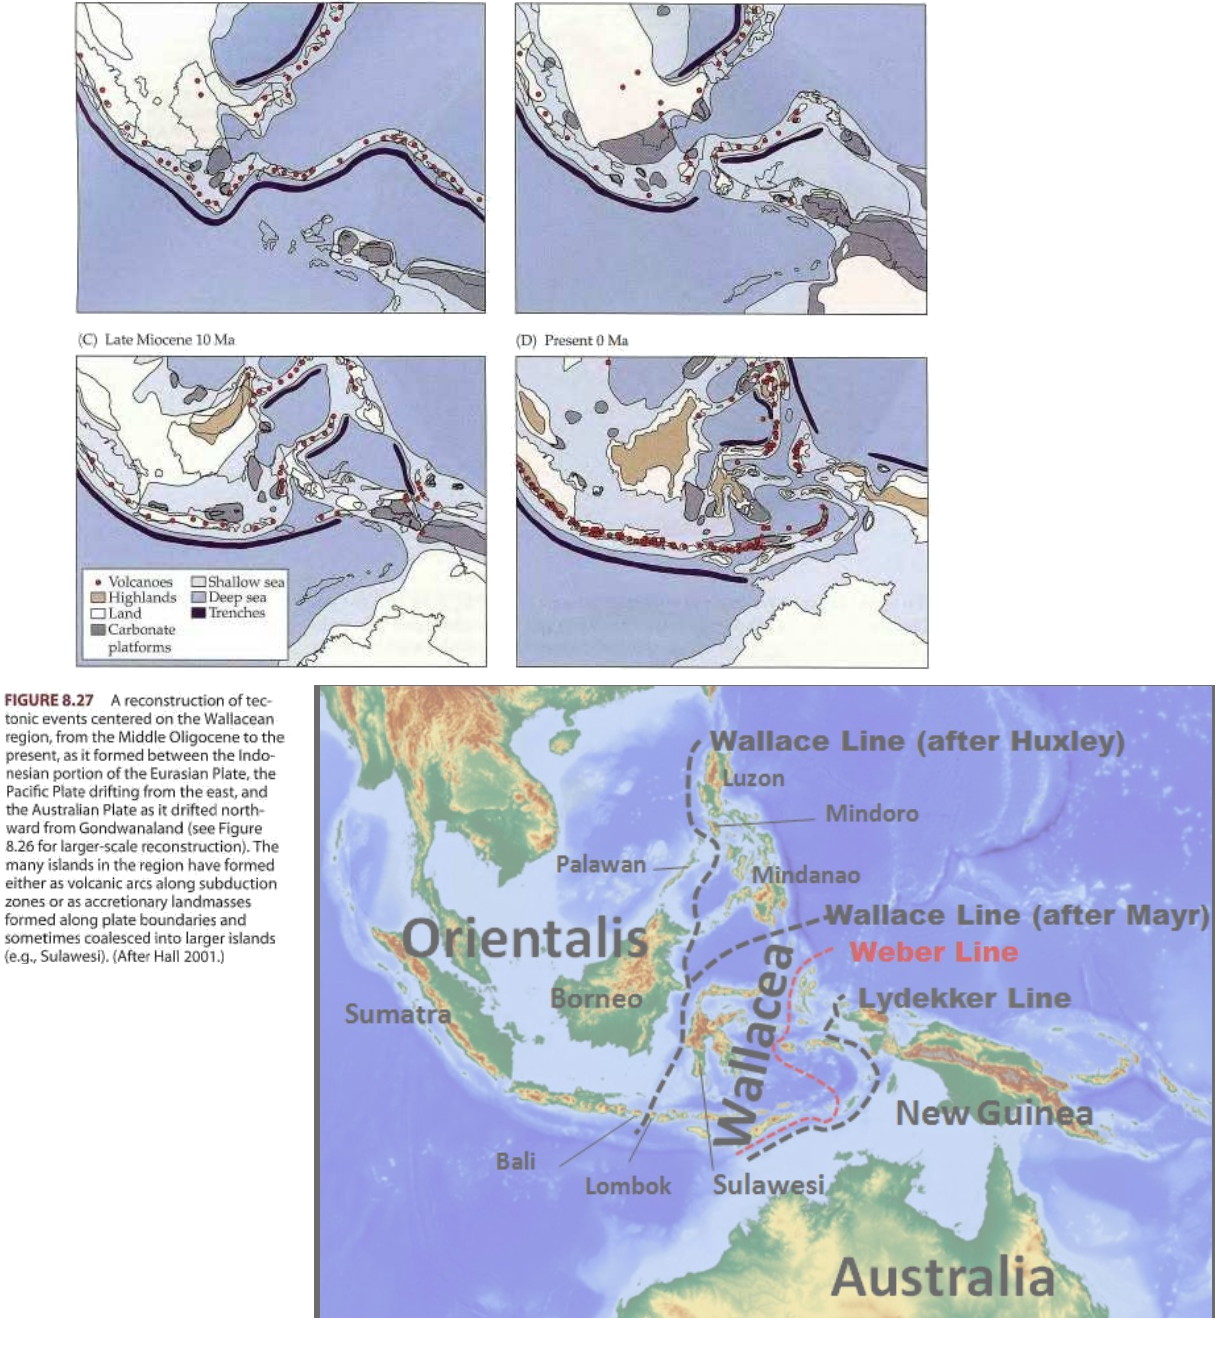 (C) Late Miocene 10 Ma
(D) Present 0 Ma
Volcanoes
Highlands
Land
Carbonate
platforms
Shallow sea
Deep sea
Trenches
FIGURE 8.27 A reconstruction of tec-
tonic events centered on the Wallacean
region, from the Middle Oligocene to the
present, as it formed between the Indo-
nesian portion of the Eurasian Plate, the
Pacific Plate drifting from the east, and
the Australian Plate as it drifted north-
ward from Gondwanaland (see Figure
8.26 for larger-scale reconstruction). The
many islands in the region have formed
either as volcanic arcs along subduction
zones or as accretionary landmasses
formed along plate boundaries and
sometimes coalesced into larger islands
(e.g., Sulawesi). (After Hall 2001.)
Wallace Line (after Huxley)
Luzon
Mindoro
Palawan
Mindanao
Wallace Line (after Mayr)
Orientalis
Weber Line
Wallacea
Lydekker Line
Borneo
Sumatra
New Guinea
Bali
Lombok
Sulawesi
Australia